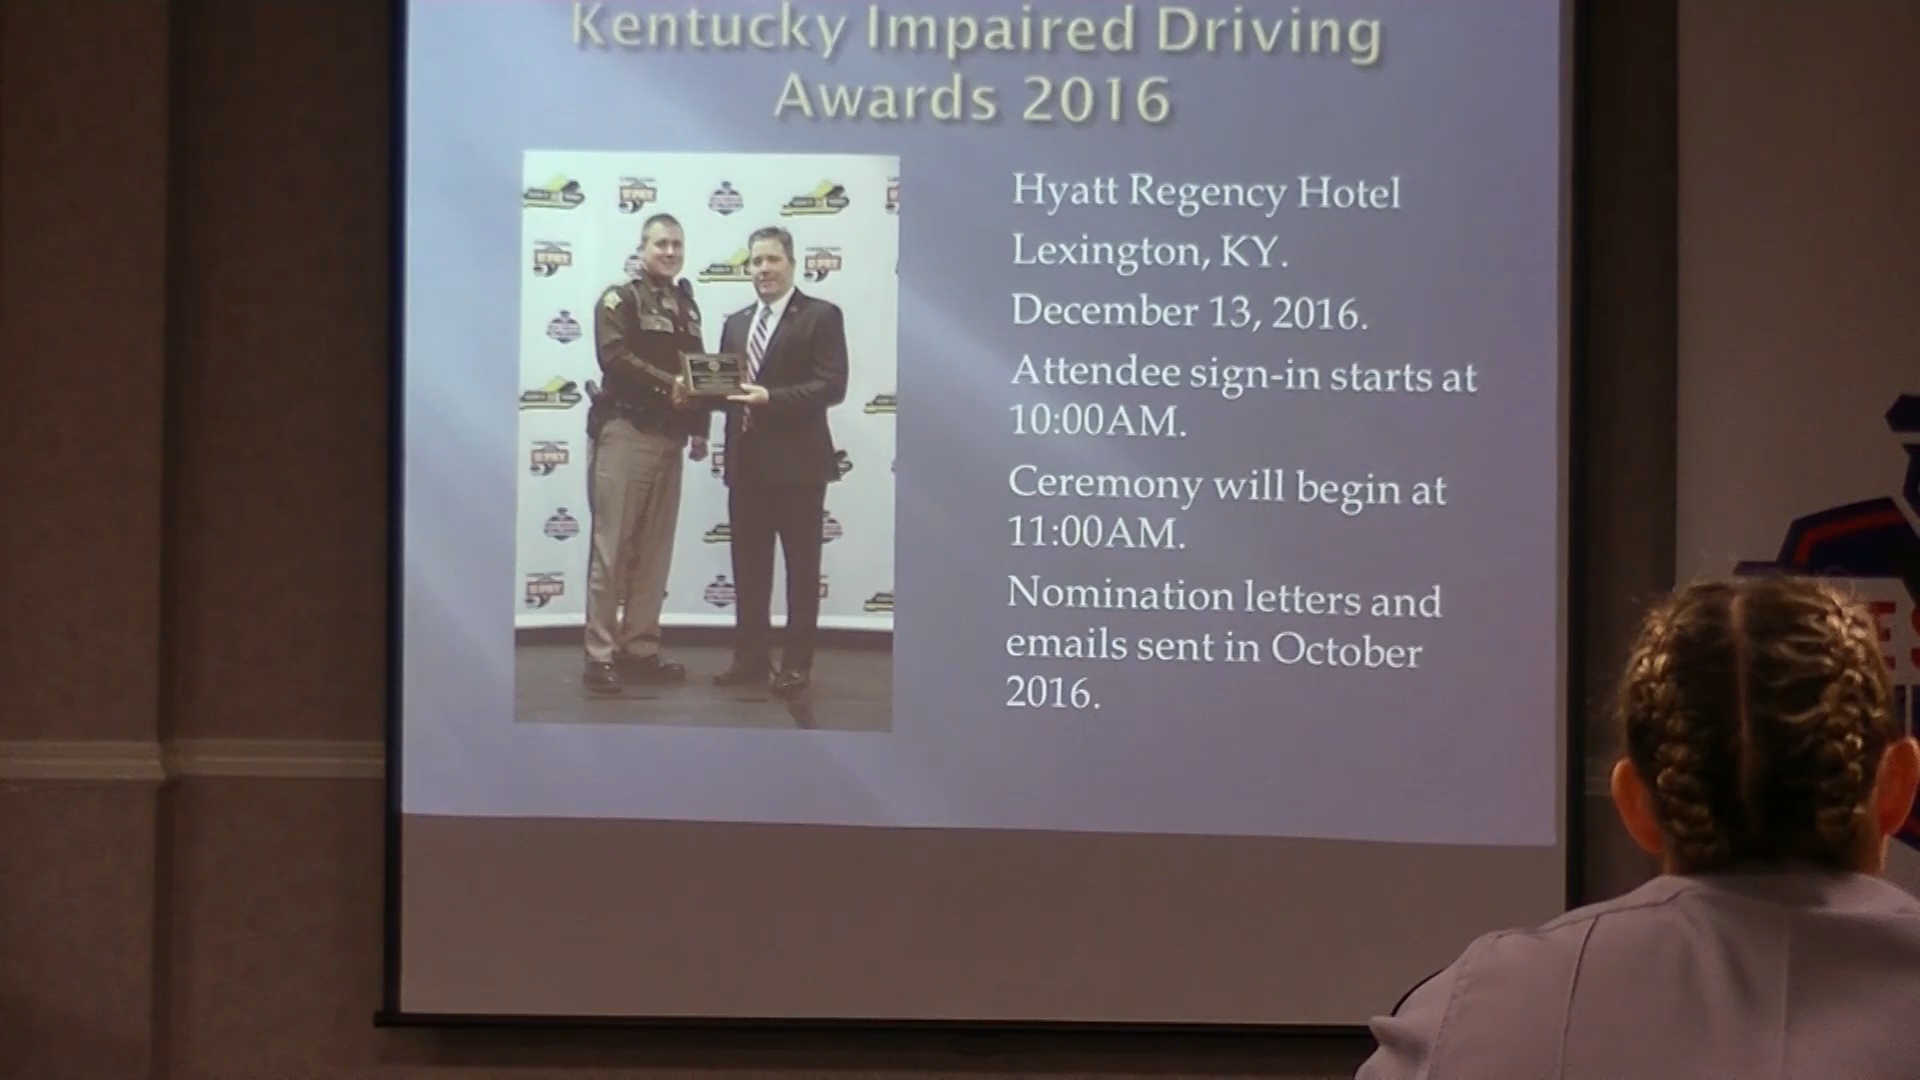 Kentucky Impaired Driving
Awards 2016
Hyatt Regency Hotel
Lexington, KY.
December 13, 2016.
Attendee sign-in starts at
10:00AM.
Ceremony will begin at
11:00AM.
Nomination letters and
emails sent in October
2016.